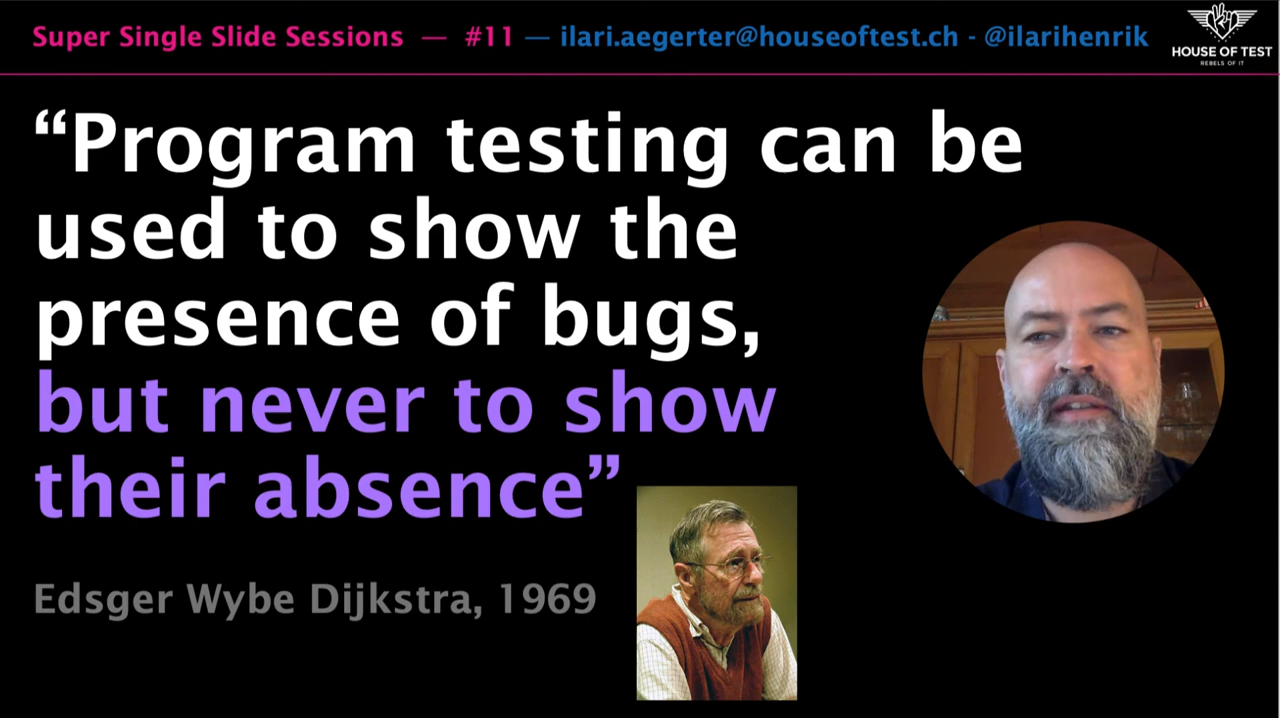 Super Single Slide Sessions — #11 — ilari.aegerter@houseoftest.ch - @ilarihenrik
HOUSE OF TEST
REBELS OF IT
“Program testing can be
used to show the
presence of bugs,
but never to show
their absence”
Edsger Wybe Dijkstra, 1969